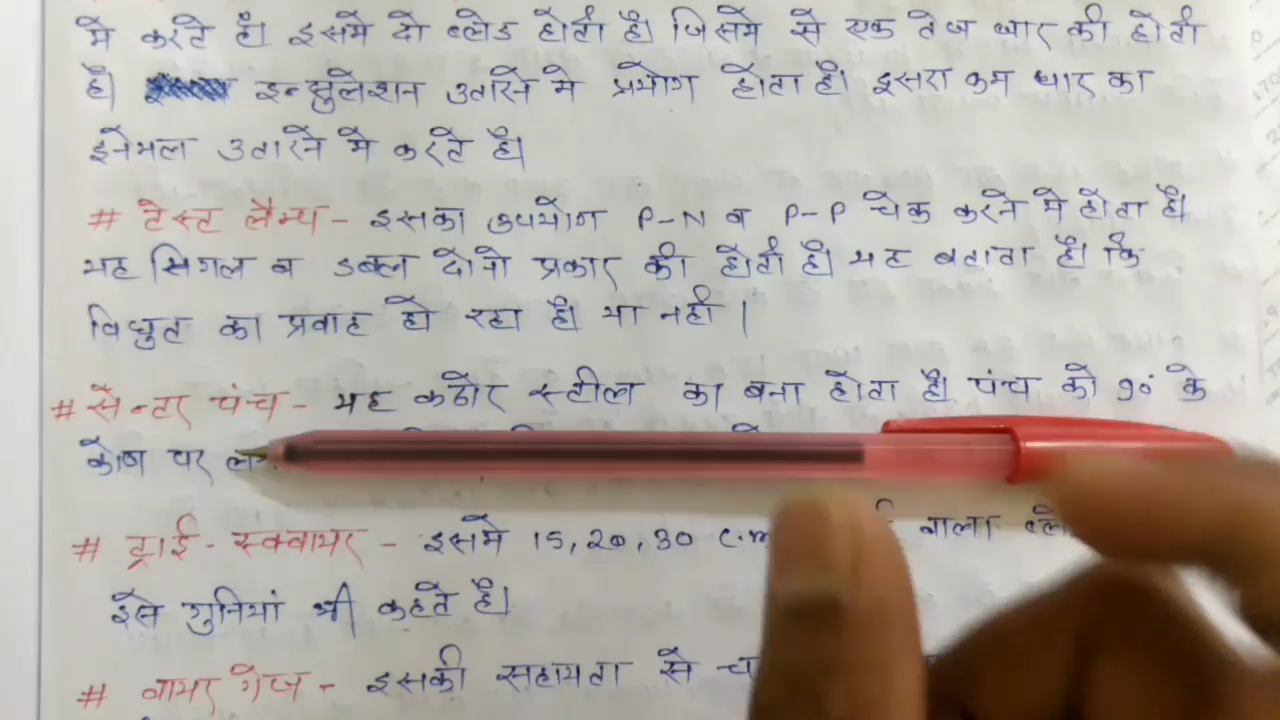 मे करते है। इसमे दो ब्लेड होती है। जिसमे से एक तेज धार की होती
है। इन्सुलेशन उतारने मे प्रयोग होता है। दूसरा कम धार का
इनेमल उतारने मे करते है।
# टेस्ट लैम्प - इसका उपयोग P-N व P-P चेक करने मे होता है।
यह सिंगल व डबल दोनो प्रकार की होती है। यह बताता है। कि
विधुत का प्रवाह हो रहा है। या नही।
# सेन्टर पंच - यह कठोर स्टील का बना होता है। पंच को 90° के
कोण पर
# ट्राई - स्क्वायर - इसमे 15, 20, 30 c.m वाला
इसे गुनियां भी कहते है।
# वायर गेज - इसकी सहायता से